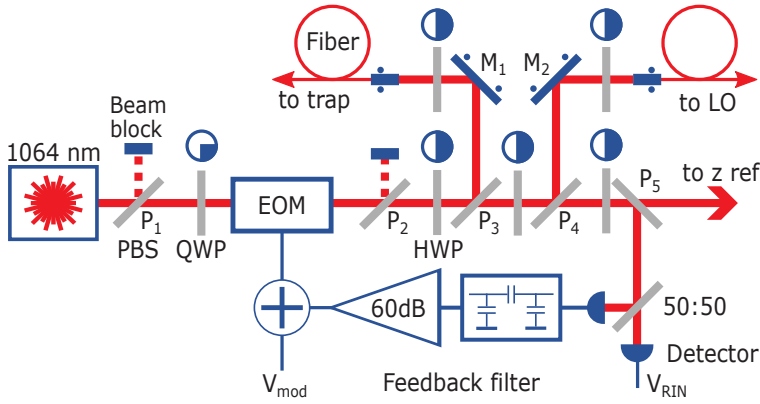 Fiber
M1
M2
to trap
to LO
Beam
block
1064 nm
to z ref
P5
EOM
P1
P2
P3
P4
PBS
QWP
HWP
60dB
50:50
Detector
Vmod
Feedback filter
VRIN